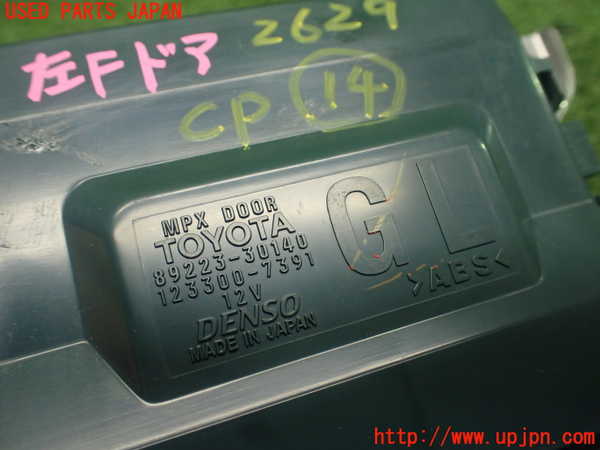 USED PARTS JAPAN
左Fドア 2629
CP 14
MPX DOOR
TOYOTA
89223-30140
123300-7391
12V
DENSO
MADE IN JAPAN
GL
>ABS<
http://www.upjpn.com